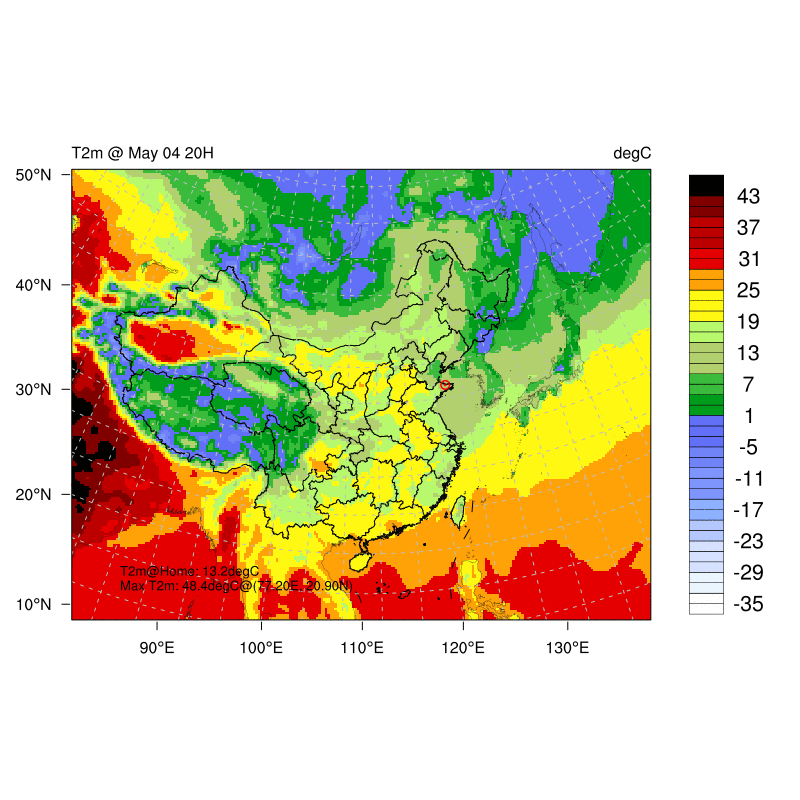 T2m @ May 04 20H degC
50°N
40°N
30°N
20°N
10°N
90°E 100°E 110°E 120°E 130°E
43
37
31
25
19
13
7
1
-5
-11
-17
-23
-29
-35
T2m@Home: 13.2degC
Max T2m: 48.4degC@(77.20E, 20.90N)